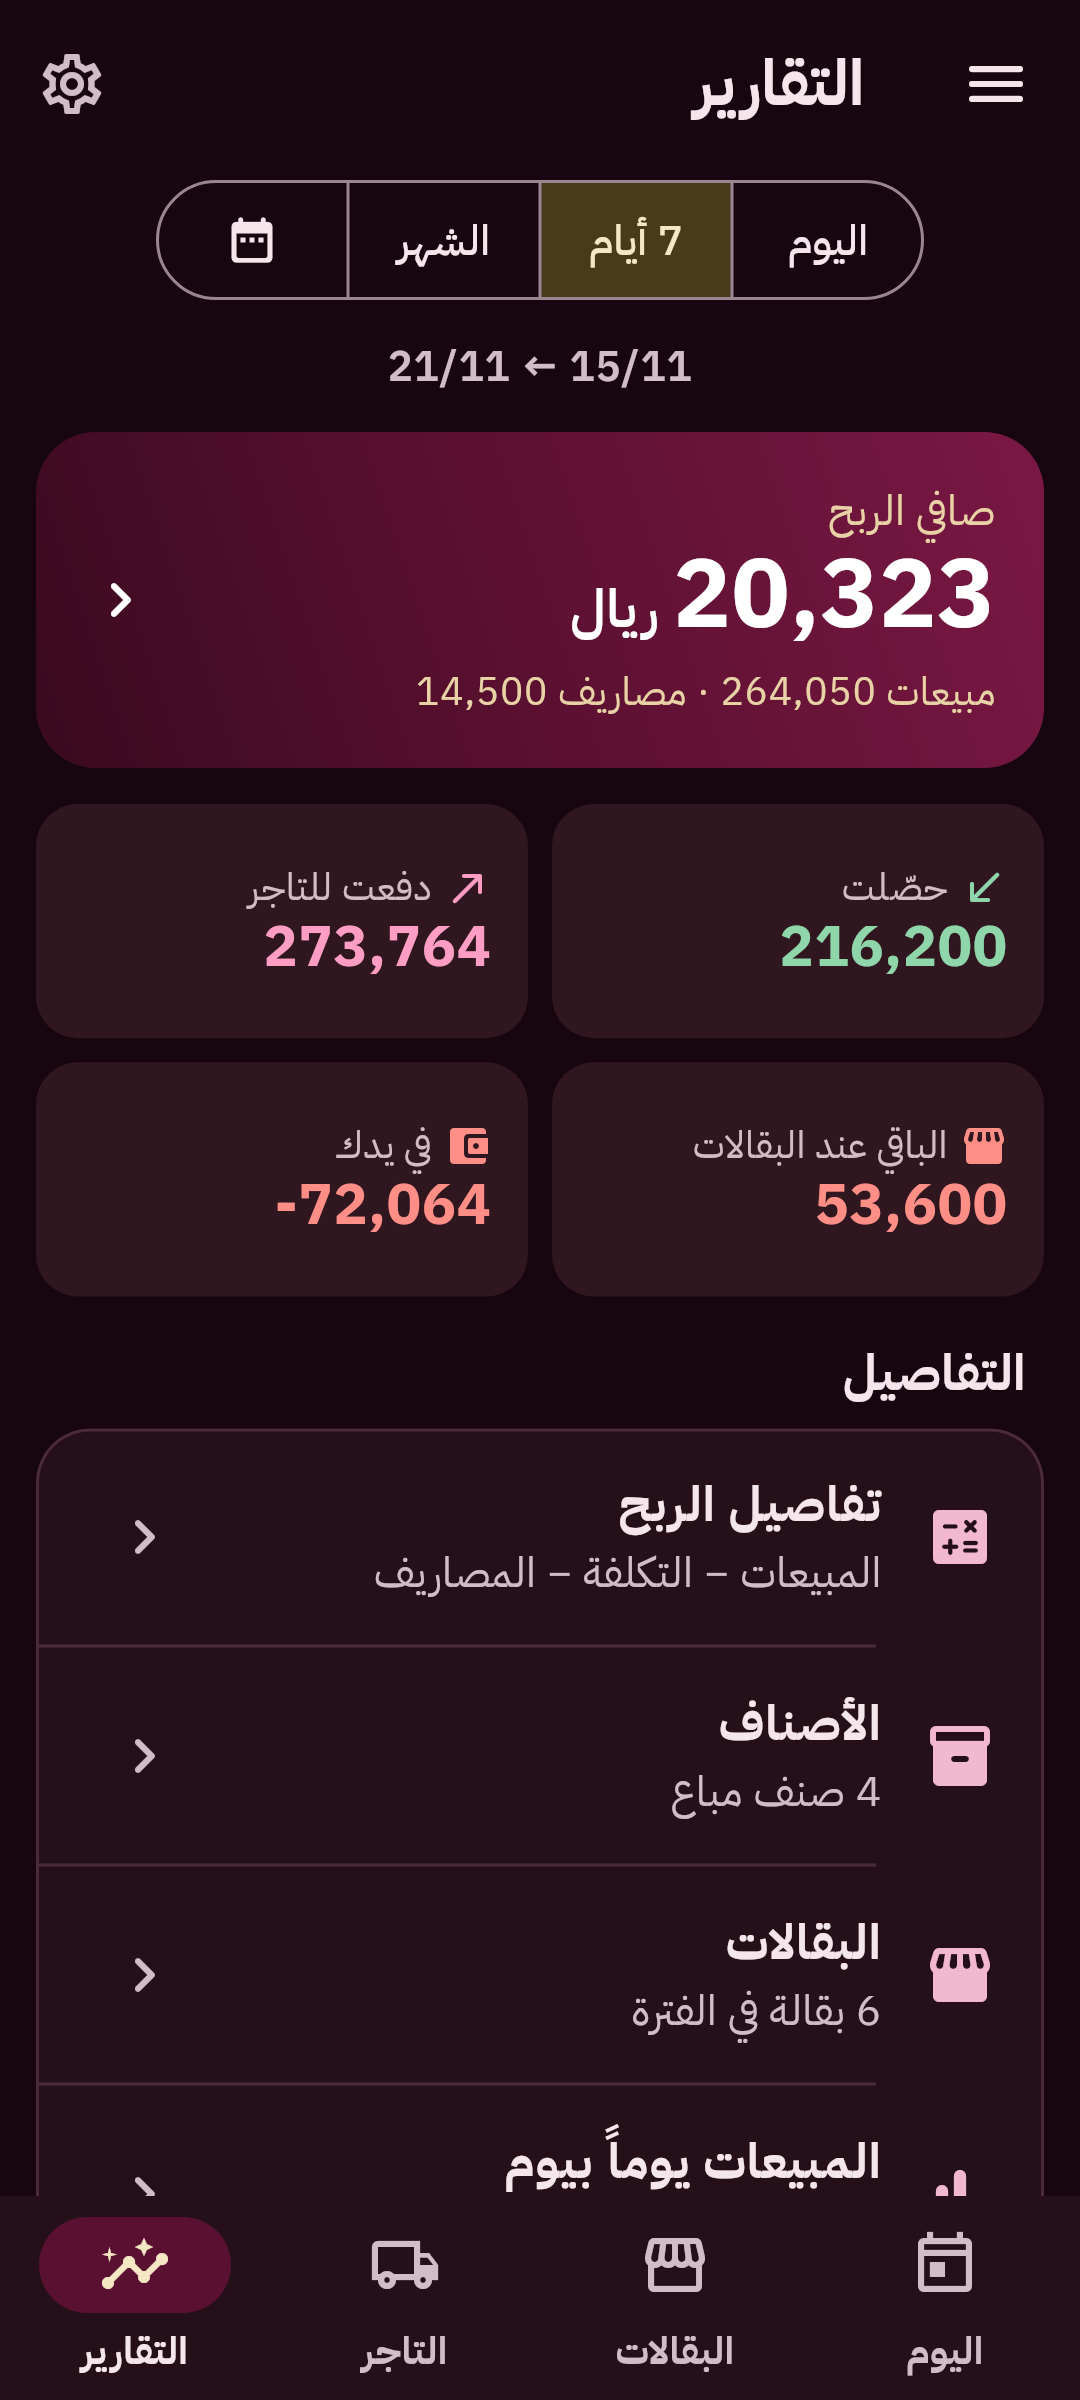 التقارير
اليوم
7 أيام
الشهر
15/11 ← 21/11
صافي الربح
20,323 ريال
مبيعات 264,050 · مصاريف 14,500
حصّلت
216,200
دفعت للتاجر
273,764
الباقي عند البقالات
53,600
في يدك
-72,064
التفاصيل
تفاصيل الربح
المبيعات – التكلفة – المصاريف
الأصناف
4 صنف مباع
البقالات
6 بقالة في الفترة
المبيعات يوماً بيوم
اليوم
البقالات
التاجر
التقارير